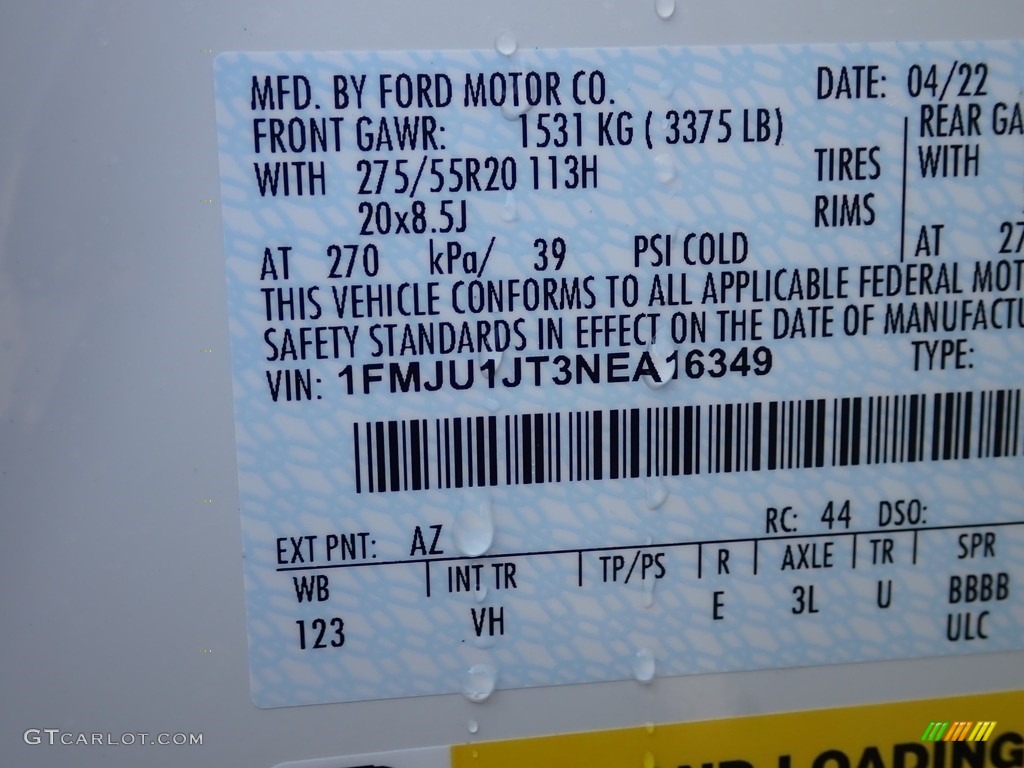 MFD. BY FORD MOTOR CO. DATE: 04/22
FRONT GAWR: 1531 KG ( 3375 LB) REAR GA
WITH 275/55R20 113H TIRES WITH
20x8.5J RIMS
AT 270 kPa/ 39 PSI COLD AT 27
THIS VEHICLE CONFORMS TO ALL APPLICABLE FEDERAL MOT
SAFETY STANDARDS IN EFFECT ON THE DATE OF MANUFACTU
VIN: 1FMJU1JT3NEA16349 TYPE:
EXT PNT: AZ RC: 44 DSO:
WB INT TR TP/PS R AXLE TR SPR
123 VH E 3L U BBBB
ULC
LOADING
GTCARLOT.COM